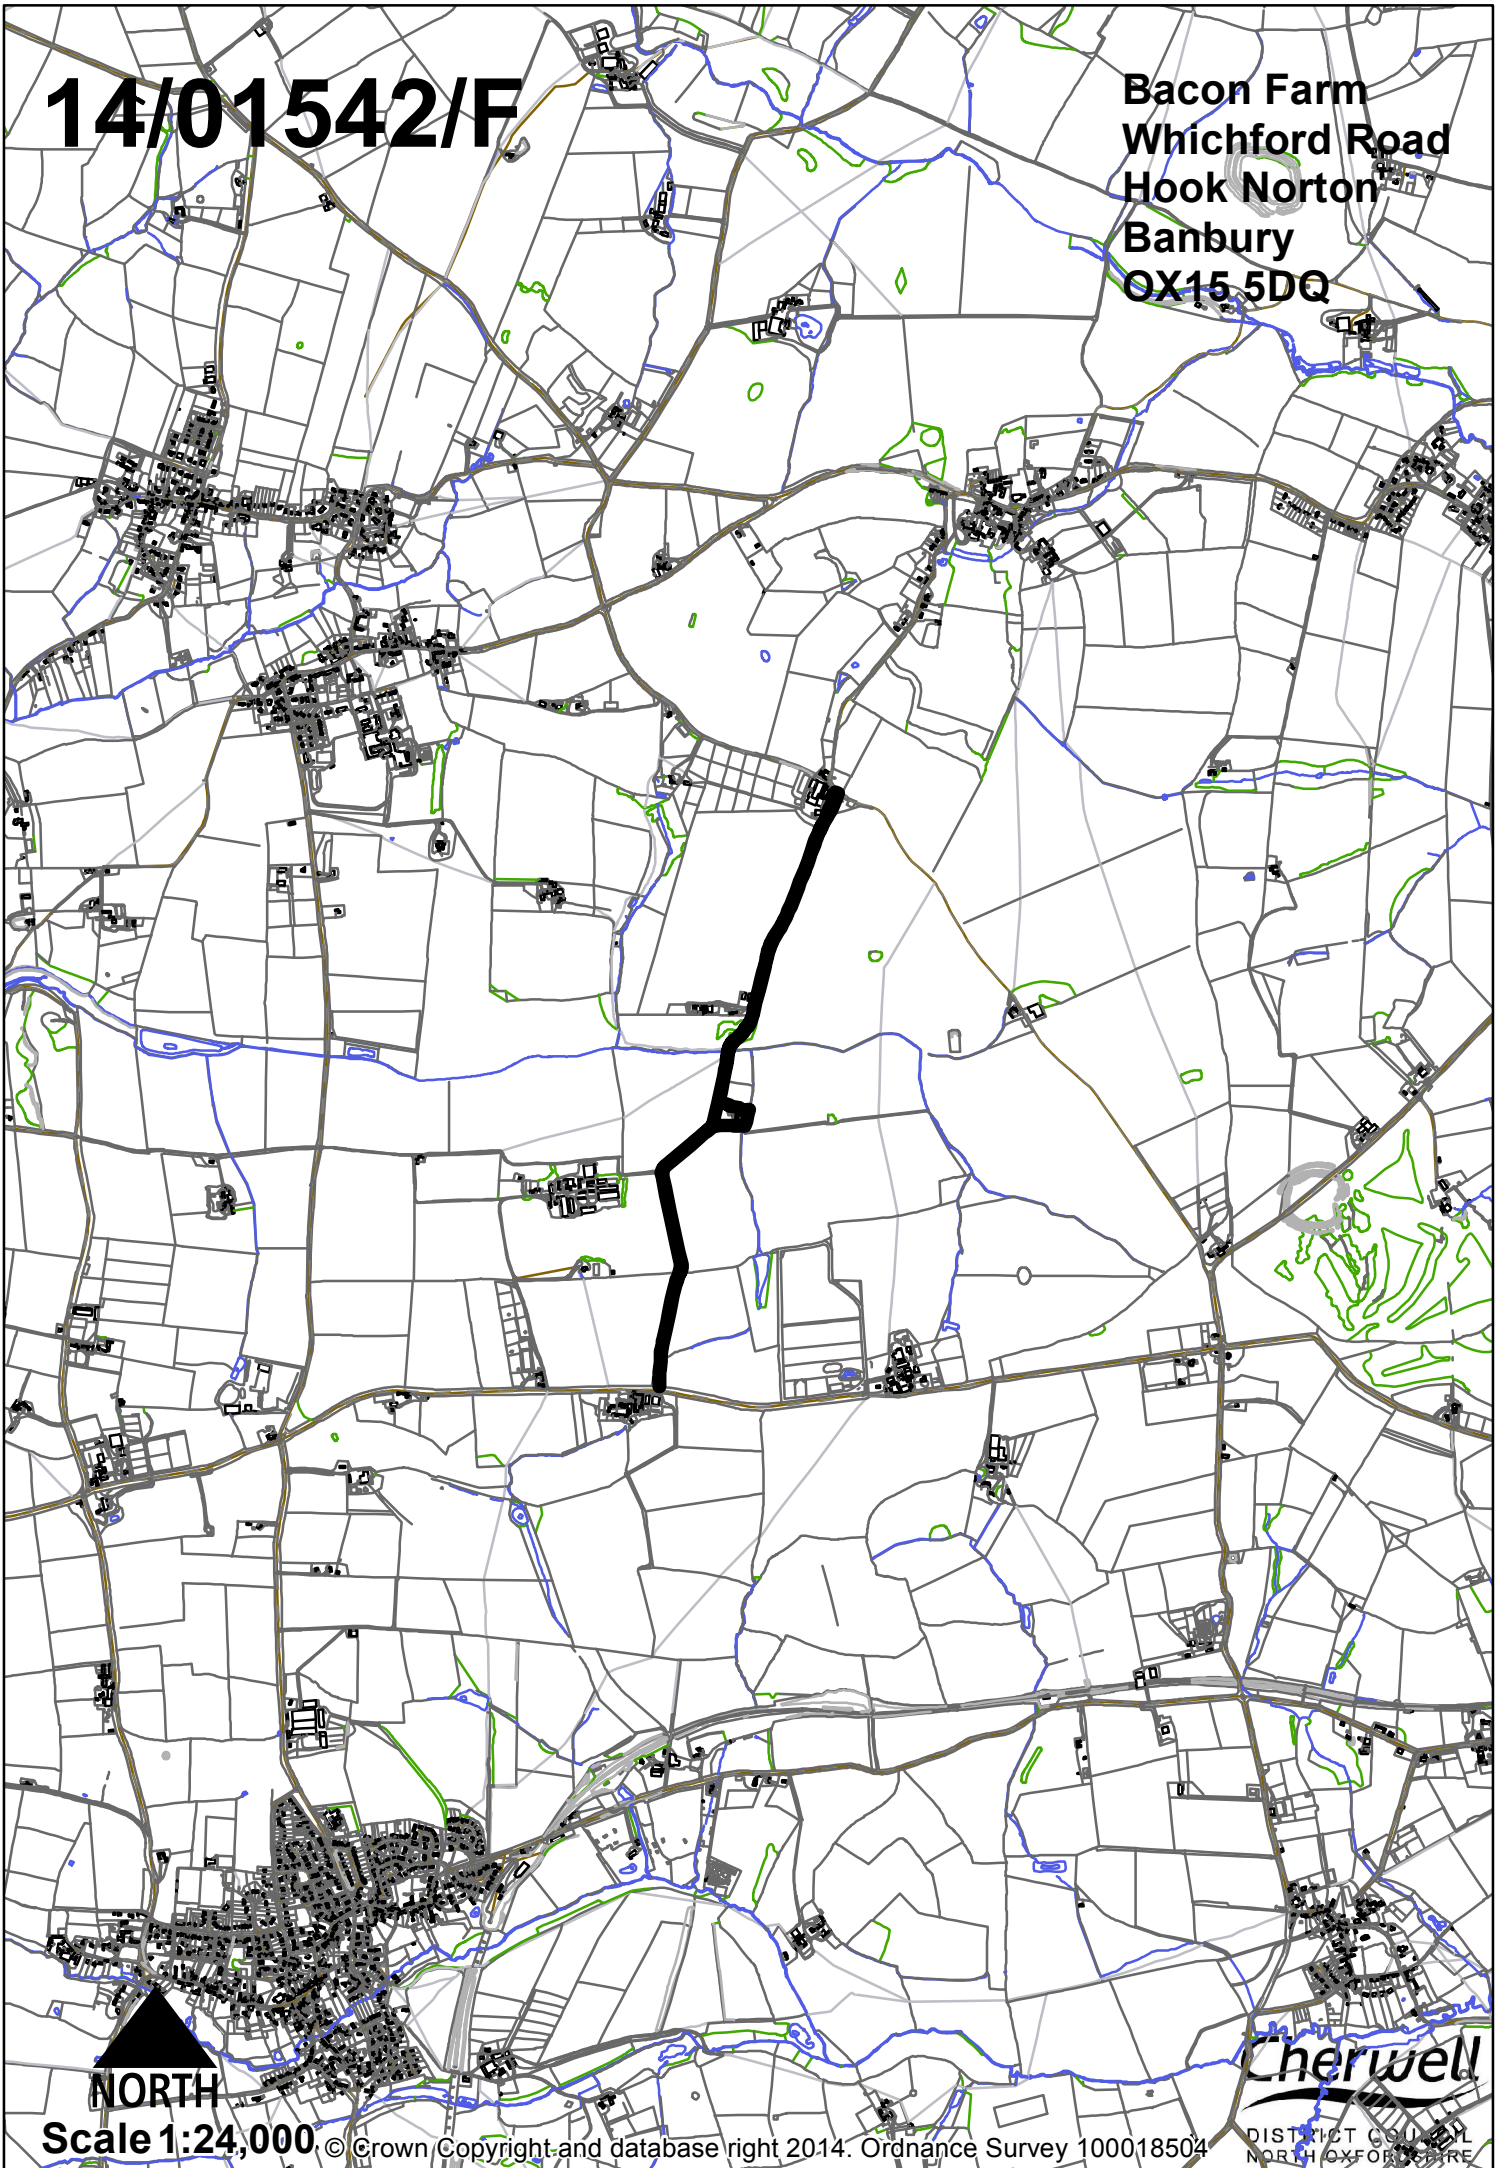 14/01542/F
Bacon Farm
Whichford Road
Hook Norton
Banbury
OX15 5DQ
NORTH
Scale 1:24,000
© Crown Copyright and database right 2014. Ordnance Survey 100018504
Cherwell
DISTRICT COUNCIL
NORTH OXFORDSHIRE